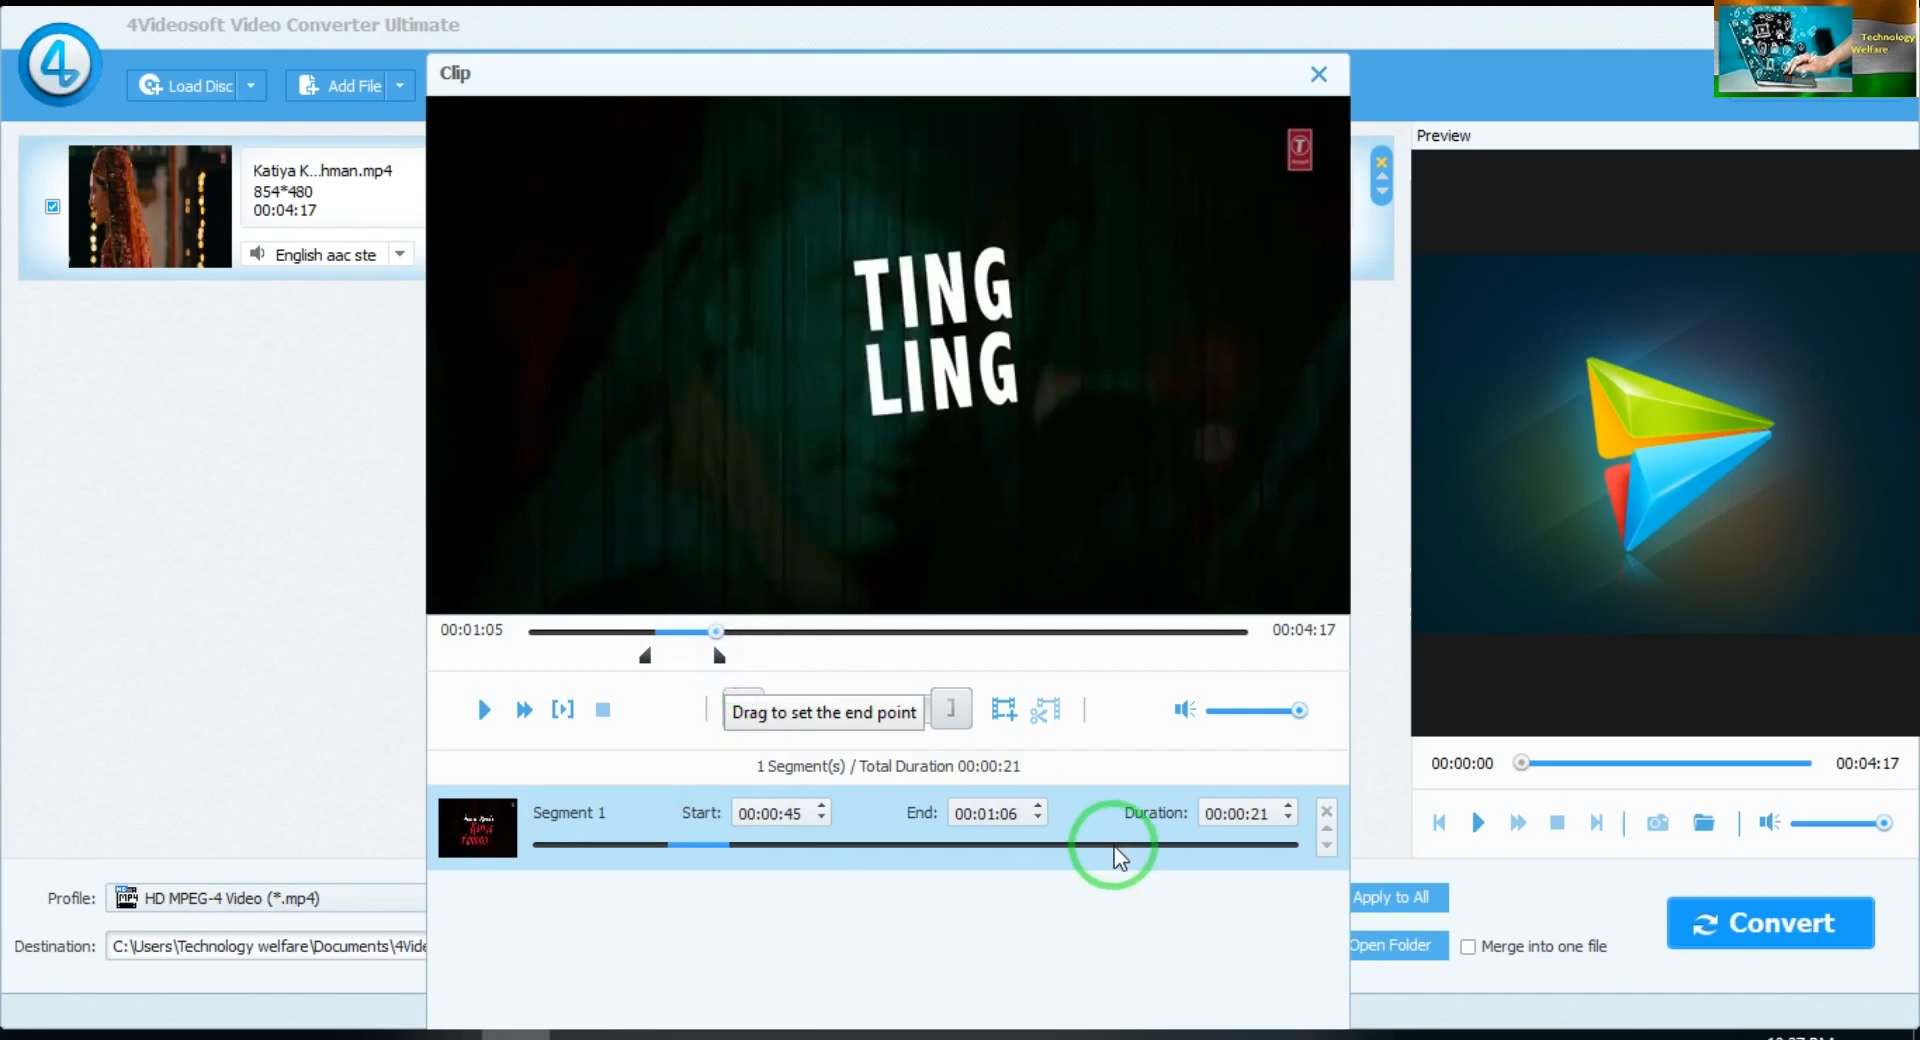 4Videosoft Video Converter Ultimate
Technology
Welfare
4
Load Disc
Add File
Clip
Preview
Katiya K...hman.mp4
854*480
00:04:17
English aac ste
T
TING
LING
00:01:05
00:04:17
Drag to set the end point
1 Segment(s) / Total Duration 00:00:21
00:00:00
00:04:17
Segment 1
Start: 00:00:45
End: 00:01:06
Duration: 00:00:21
Profile: HD MPEG-4 Video (*.mp4)
Apply to All
Convert
Destination: C:\Users\Technology welfare\Documents\4Vide
Open Folder
Merge into one file